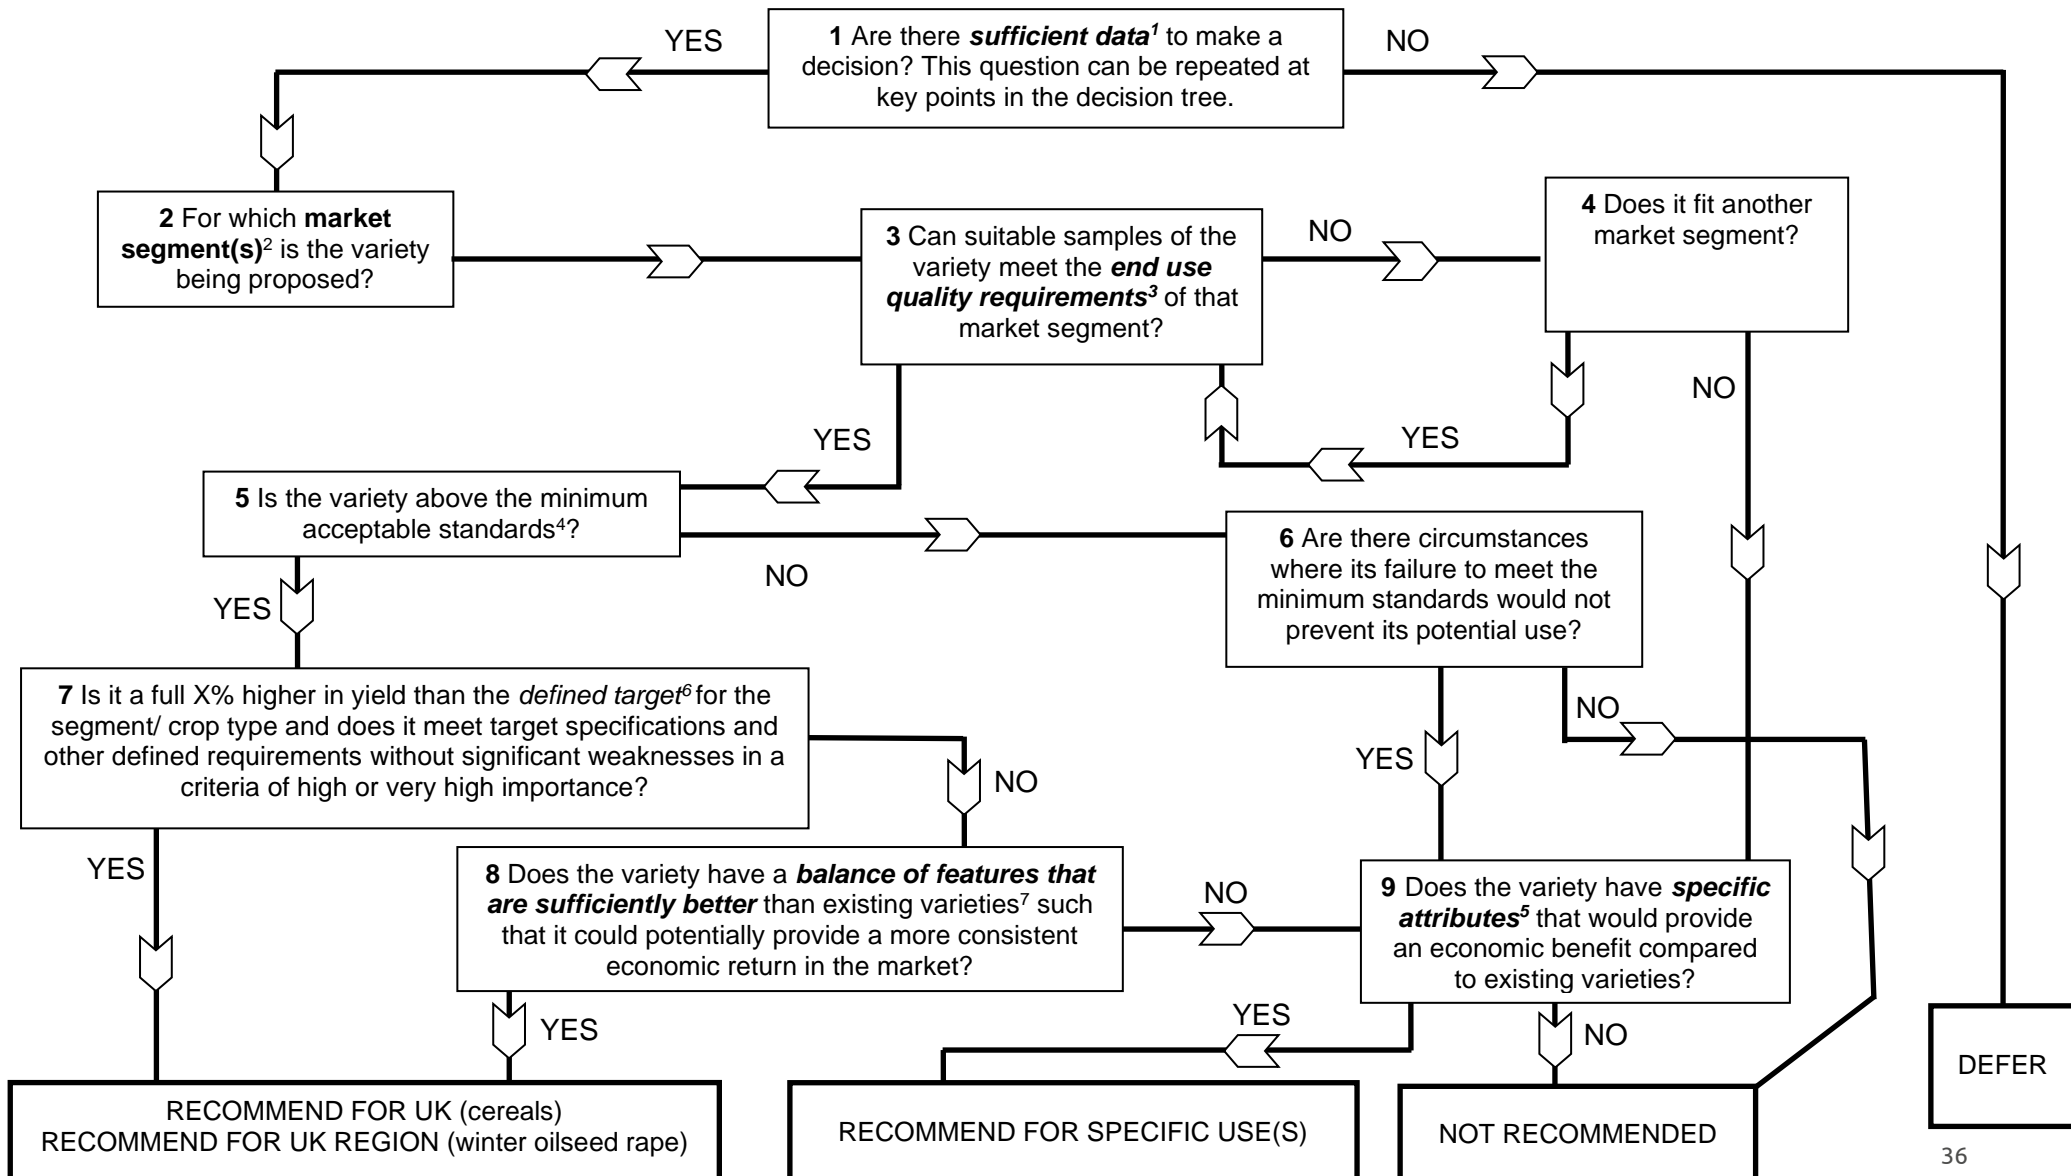 YES
1 Are there sufficient data¹ to make a
decision? This question can be repeated at
key points in the decision tree.
NO
2 For which market
segment(s)² is the variety
being proposed?
3 Can suitable samples of the
variety meet the end use
quality requirements³ of that
market segment?
NO
4 Does it fit another
market segment?
YES
YES
NO
5 Is the variety above the minimum
acceptable standards⁴?
NO
6 Are there circumstances
where its failure to meet the
minimum standards would not
prevent its potential use?
YES
7 Is it a full X% higher in yield than the defined target⁶ for the
segment/ crop type and does it meet target specifications and
other defined requirements without significant weaknesses in a
criteria of high or very high importance?
NO
YES
NO
YES
8 Does the variety have a balance of features that
are sufficiently better than existing varieties⁷ such
that it could potentially provide a more consistent
economic return in the market?
NO
9 Does the variety have specific
attributes⁵ that would provide
an economic benefit compared
to existing varieties?
YES
YES
NO
RECOMMEND FOR UK (cereals)
RECOMMEND FOR UK REGION (winter oilseed rape)
RECOMMEND FOR SPECIFIC USE(S)
NOT RECOMMENDED
DEFER
36